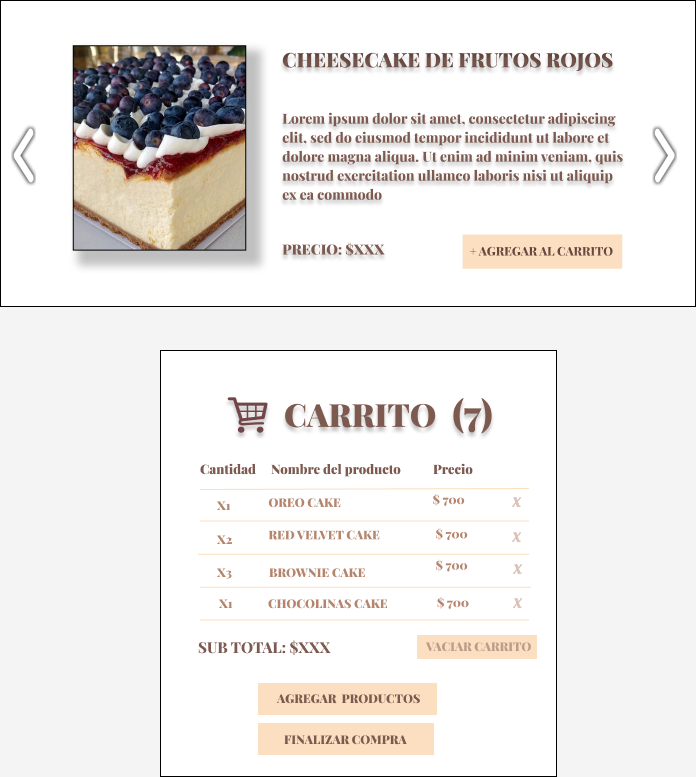 CHEESECAKE DE FRUTOS ROJOS
Lorem ipsum dolor sit amet, consectetur adipiscing
elit, sed do eiusmod tempor incididunt ut labore et
dolore magna aliqua. Ut enim ad minim veniam, quis
nostrud exercitation ullamco laboris nisi ut aliquip
ex ea commodo
PRECIO: $XXX + AGREGAR AL CARRITO
CARRITO (7)
Cantidad Nombre del producto Precio
X1 OREO CAKE $ 700 X
X2 RED VELVET CAKE $ 700 X
X3 BROWNIE CAKE $ 700 X
X1 CHOCOLINAS CAKE $ 700 X
SUB TOTAL: $XXX VACIAR CARRITO
AGREGAR PRODUCTOS
FINALIZAR COMPRA